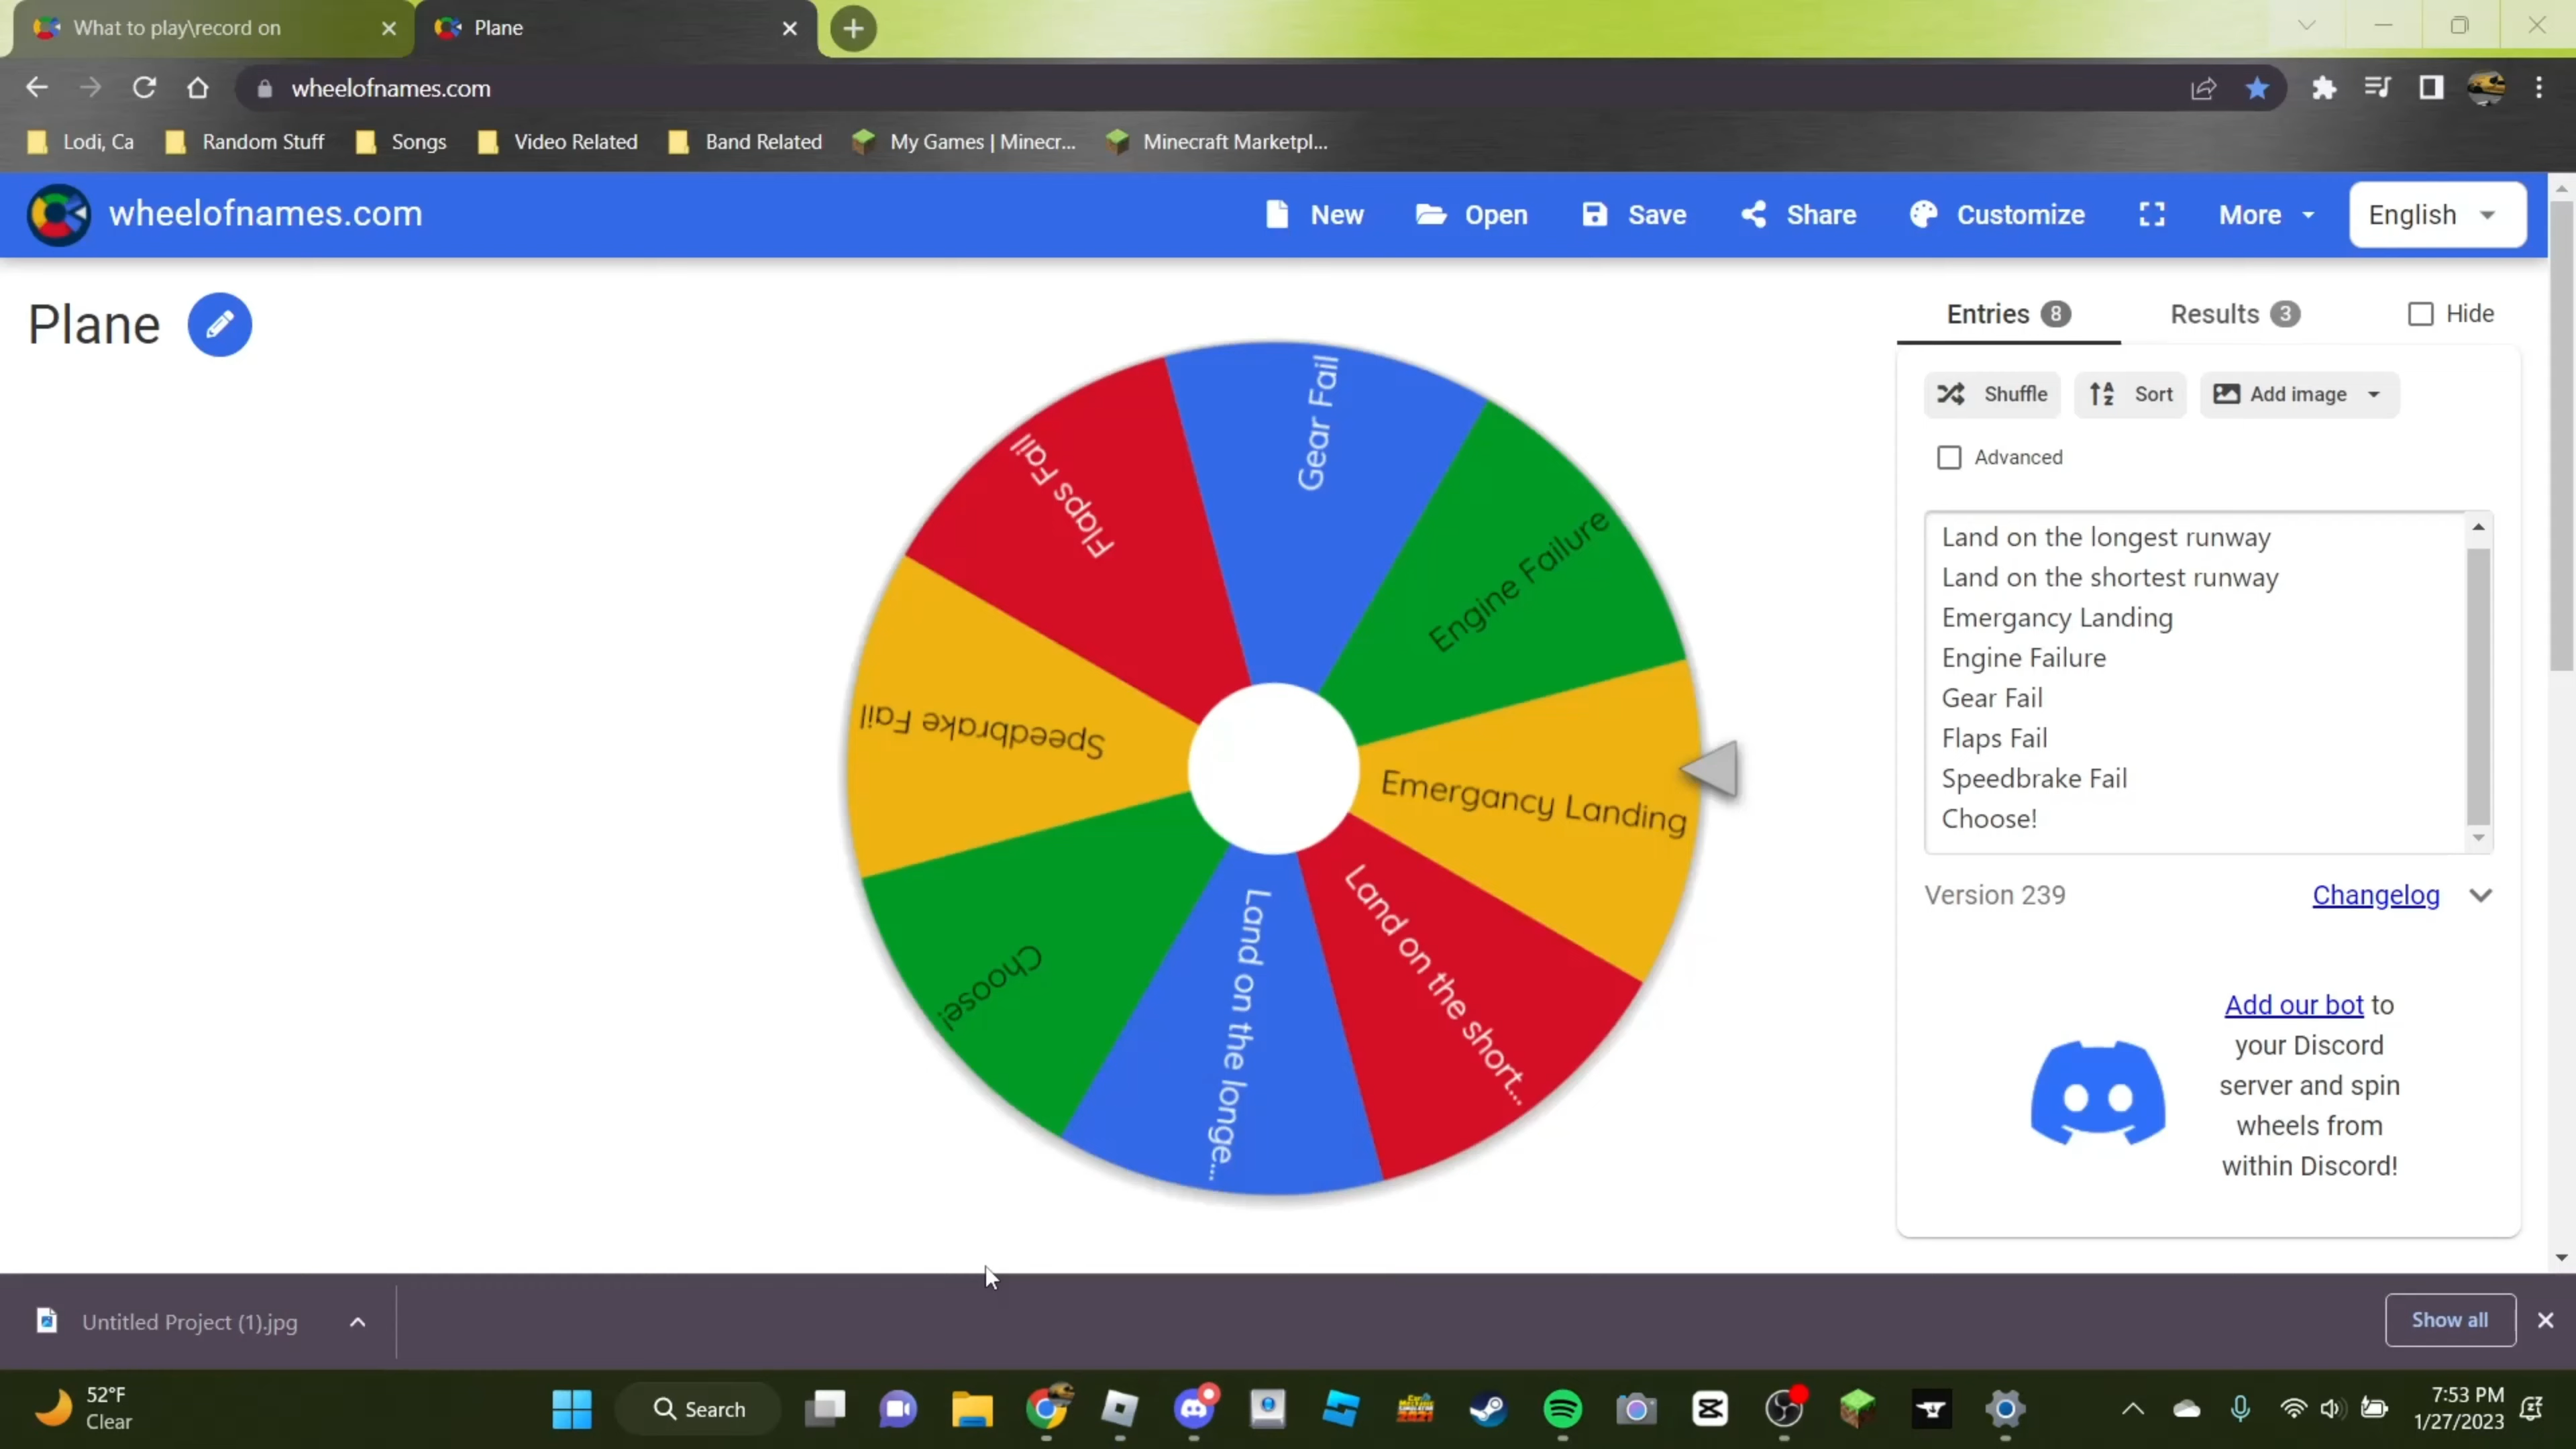 What to play\record on
Plane
wheelofnames.com
Lodi, Ca
Random Stuff
Songs
Video Related
Band Related
My Games | Minecr...
Minecraft Marketpl...
wheelofnames.com
New
Open
Save
Share
Customize
More
English
Plane
Entries 8
Results 3
Hide
Shuffle
Sort
Add image
Advanced
Gear Fail
Engine Failure
Emergancy Landing
Land on the short...
Land on the longe...
Choose!
Speedbrake Fail
Flaps Fail
Land on the longest runway
Land on the shortest runway
Emergancy Landing
Engine Failure
Gear Fail
Flaps Fail
Speedbrake Fail
Choose!
Version 239
Changelog
Add our bot to
your Discord
server and spin
wheels from
within Discord!
Untitled Project (1).jpg
Show all
52°F
Clear
Search
7:53 PM
1/27/2023